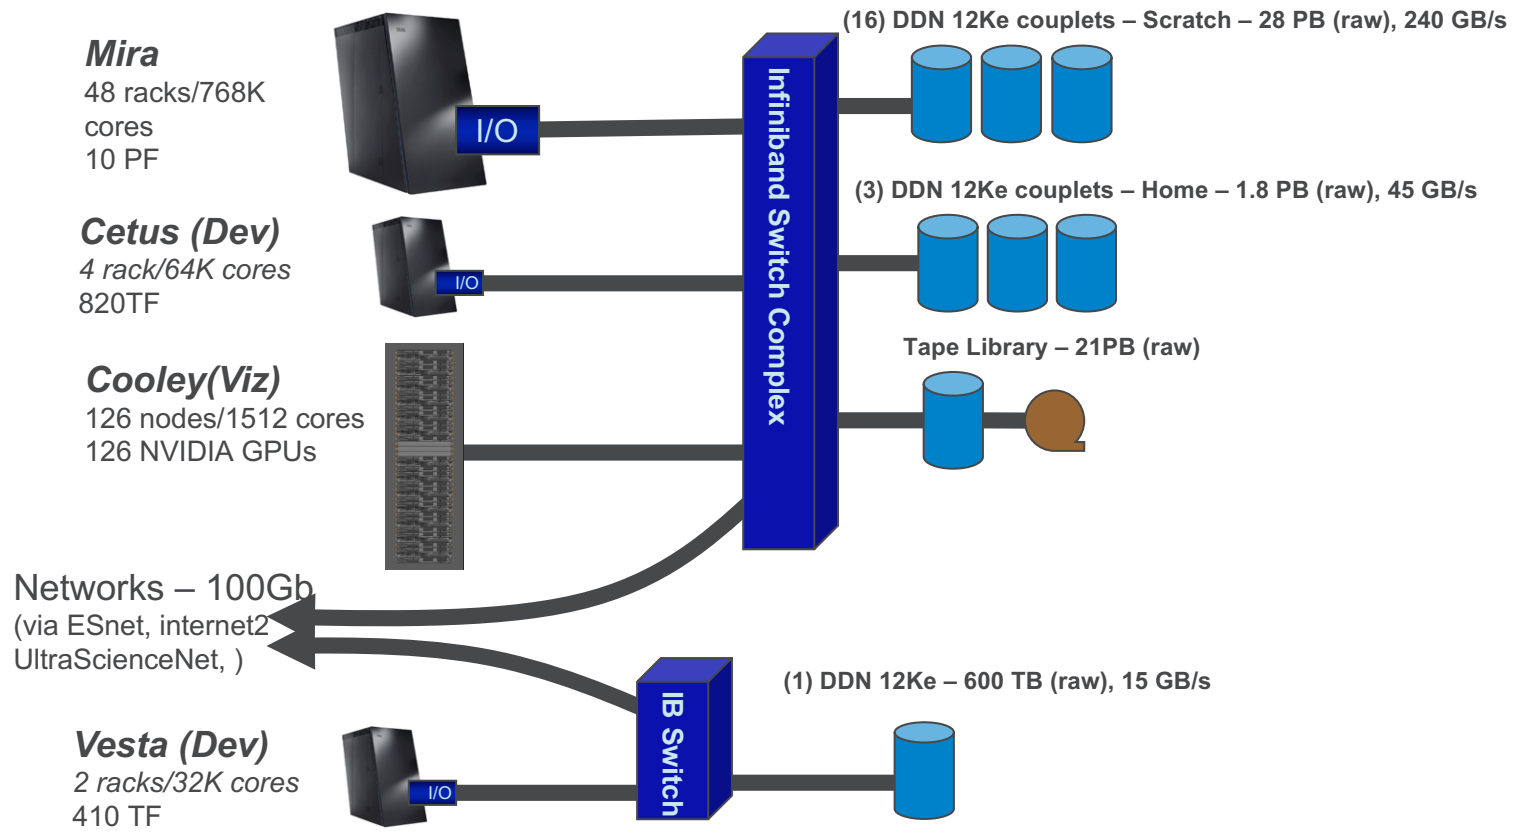 (16) DDN 12Ke couplets – Scratch – 28 PB (raw), 240 GB/s
Mira
48 racks/768K
cores
10 PF
I/O
Infiniband Switch Complex
(3) DDN 12Ke couplets – Home – 1.8 PB (raw), 45 GB/s
Cetus (Dev)
4 rack/64K cores
820TF
I/O
Tape Library – 21PB (raw)
Cooley(Viz)
126 nodes/1512 cores
126 NVIDIA GPUs
Networks – 100Gb
(via ESnet, internet2
UltraScienceNet, )
(1) DDN 12Ke – 600 TB (raw), 15 GB/s
IB Switch
Vesta (Dev)
2 racks/32K cores
410 TF
I/O